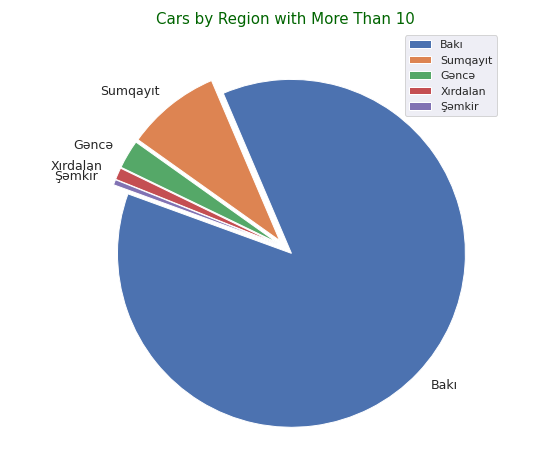 Cars by Region with More Than 10
Bakı
Sumqayıt
Gəncə
Xırdalan
Şəmkir
Sumqayıt
Gəncə
Xırdalan
Şəmkir
Bakı